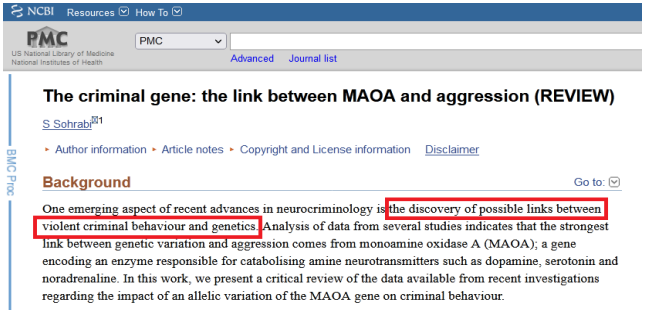 NCBI Resources How To
PMC
US National Library of Medicine
National Institutes of Health
PMC
Advanced Journal list
The criminal gene: the link between MAOA and aggression (REVIEW)
S Sohrabi✉1
Author information Article notes Copyright and License information Disclaimer
BMC Proc
Background Go to:
One emerging aspect of recent advances in neurocriminology is the discovery of possible links between
violent criminal behaviour and genetics. Analysis of data from several studies indicates that the strongest
link between genetic variation and aggression comes from monoamine oxidase A (MAOA); a gene
encoding an enzyme responsible for catabolising amine neurotransmitters such as dopamine, serotonin and
noradrenaline. In this work, we present a critical review of the data available from recent investigations
regarding the impact of an allelic variation of the MAOA gene on criminal behaviour.